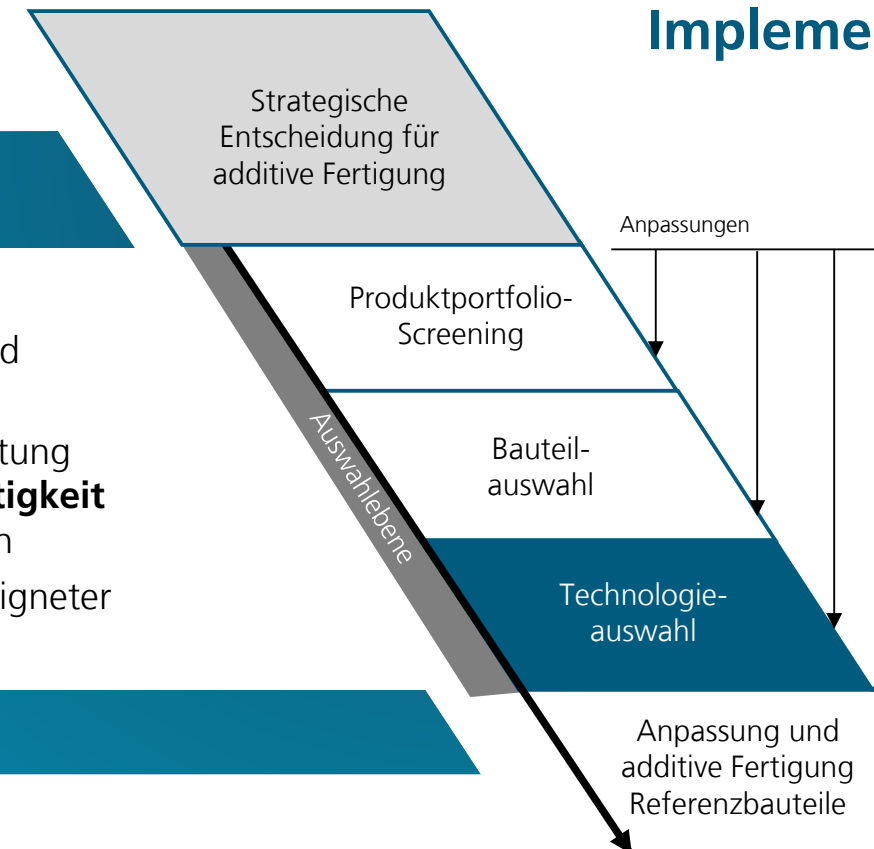 Impleme
Strategische
Entscheidung für
additive Fertigung
Anpassungen
Produktportfolio-
Screening
d
tung
tigkeit
n
igneter
Auswahlebene
Bauteil-
auswahl
Technologie-
auswahl
Anpassung und
additive Fertigung
Referenzbauteile